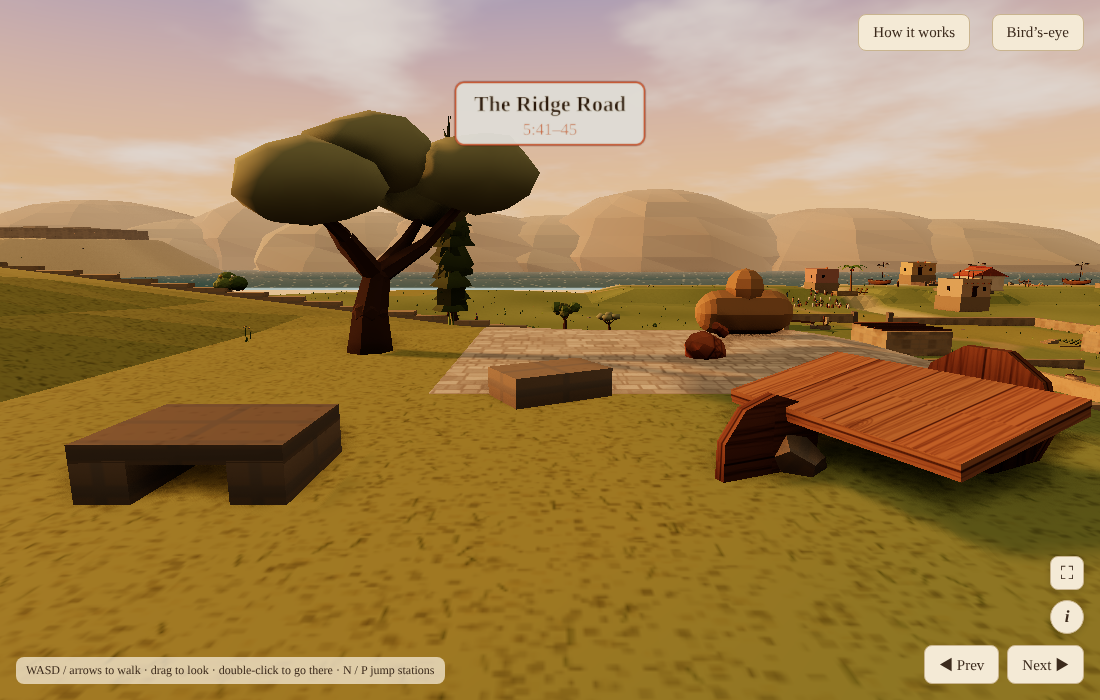 How it works
Bird’s-eye
The Ridge Road
5:41–45
i
WASD / arrows to walk · drag to look · double-click to go there · N / P jump stations
◀ Prev
Next ▶